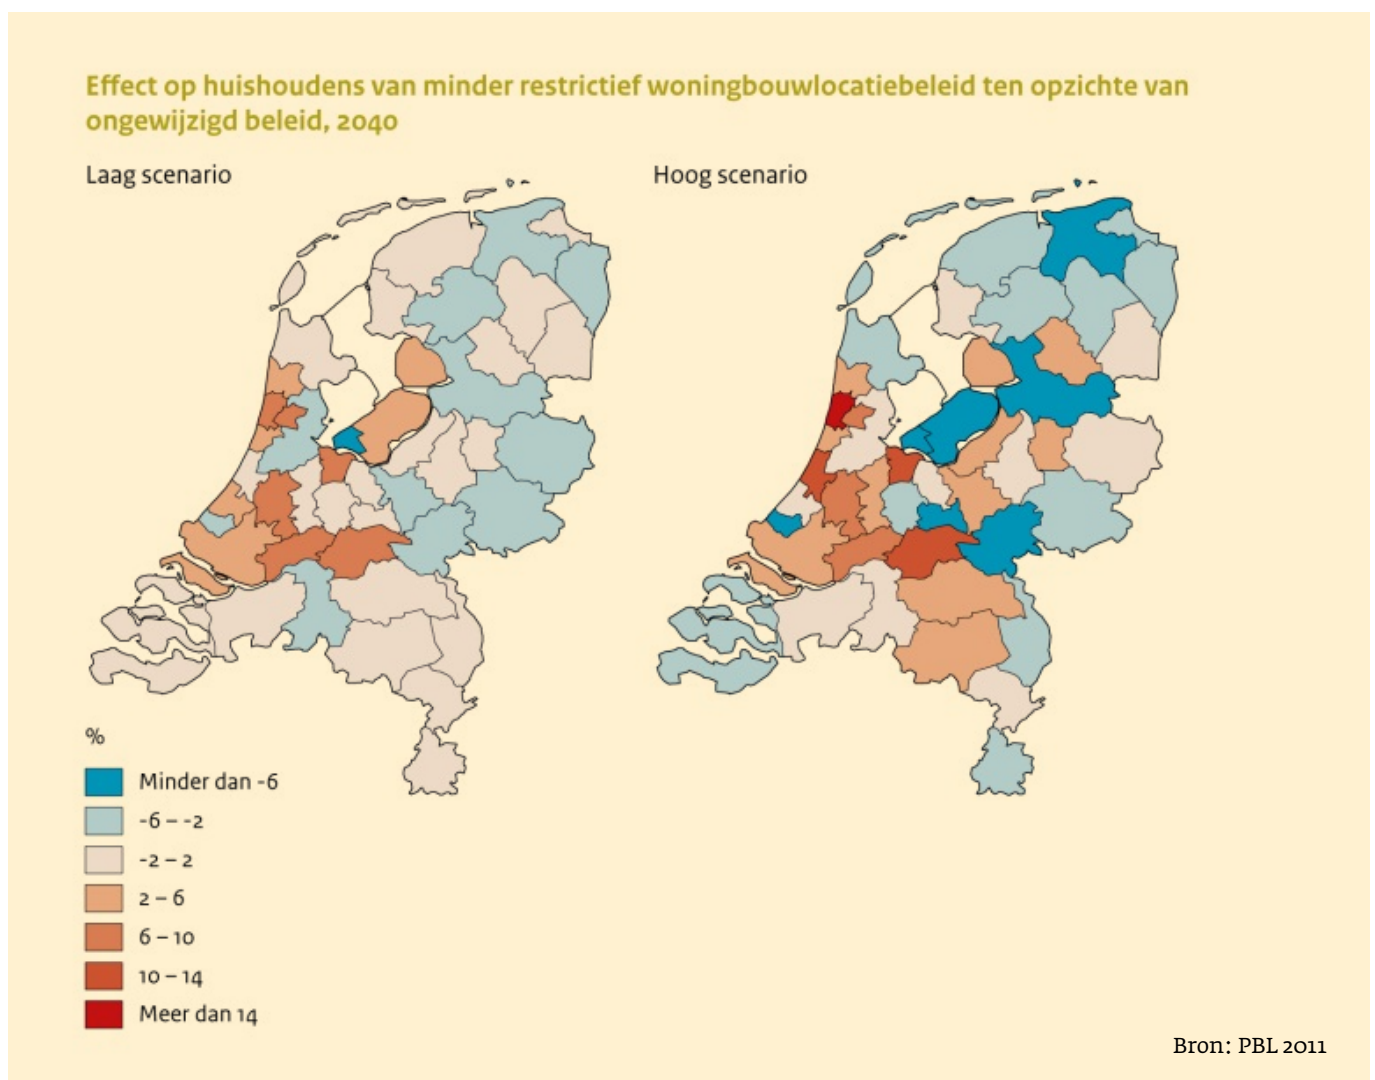 Effect op huishoudens van minder restrictief woningbouwlocatiebeleid ten opzichte van
ongewijzigd beleid, 2040
Laag scenario
Hoog scenario
%
Minder dan -6
-6 – -2
-2 – 2
2 – 6
6 – 10
10 – 14
Meer dan 14
Bron: PBL 2011